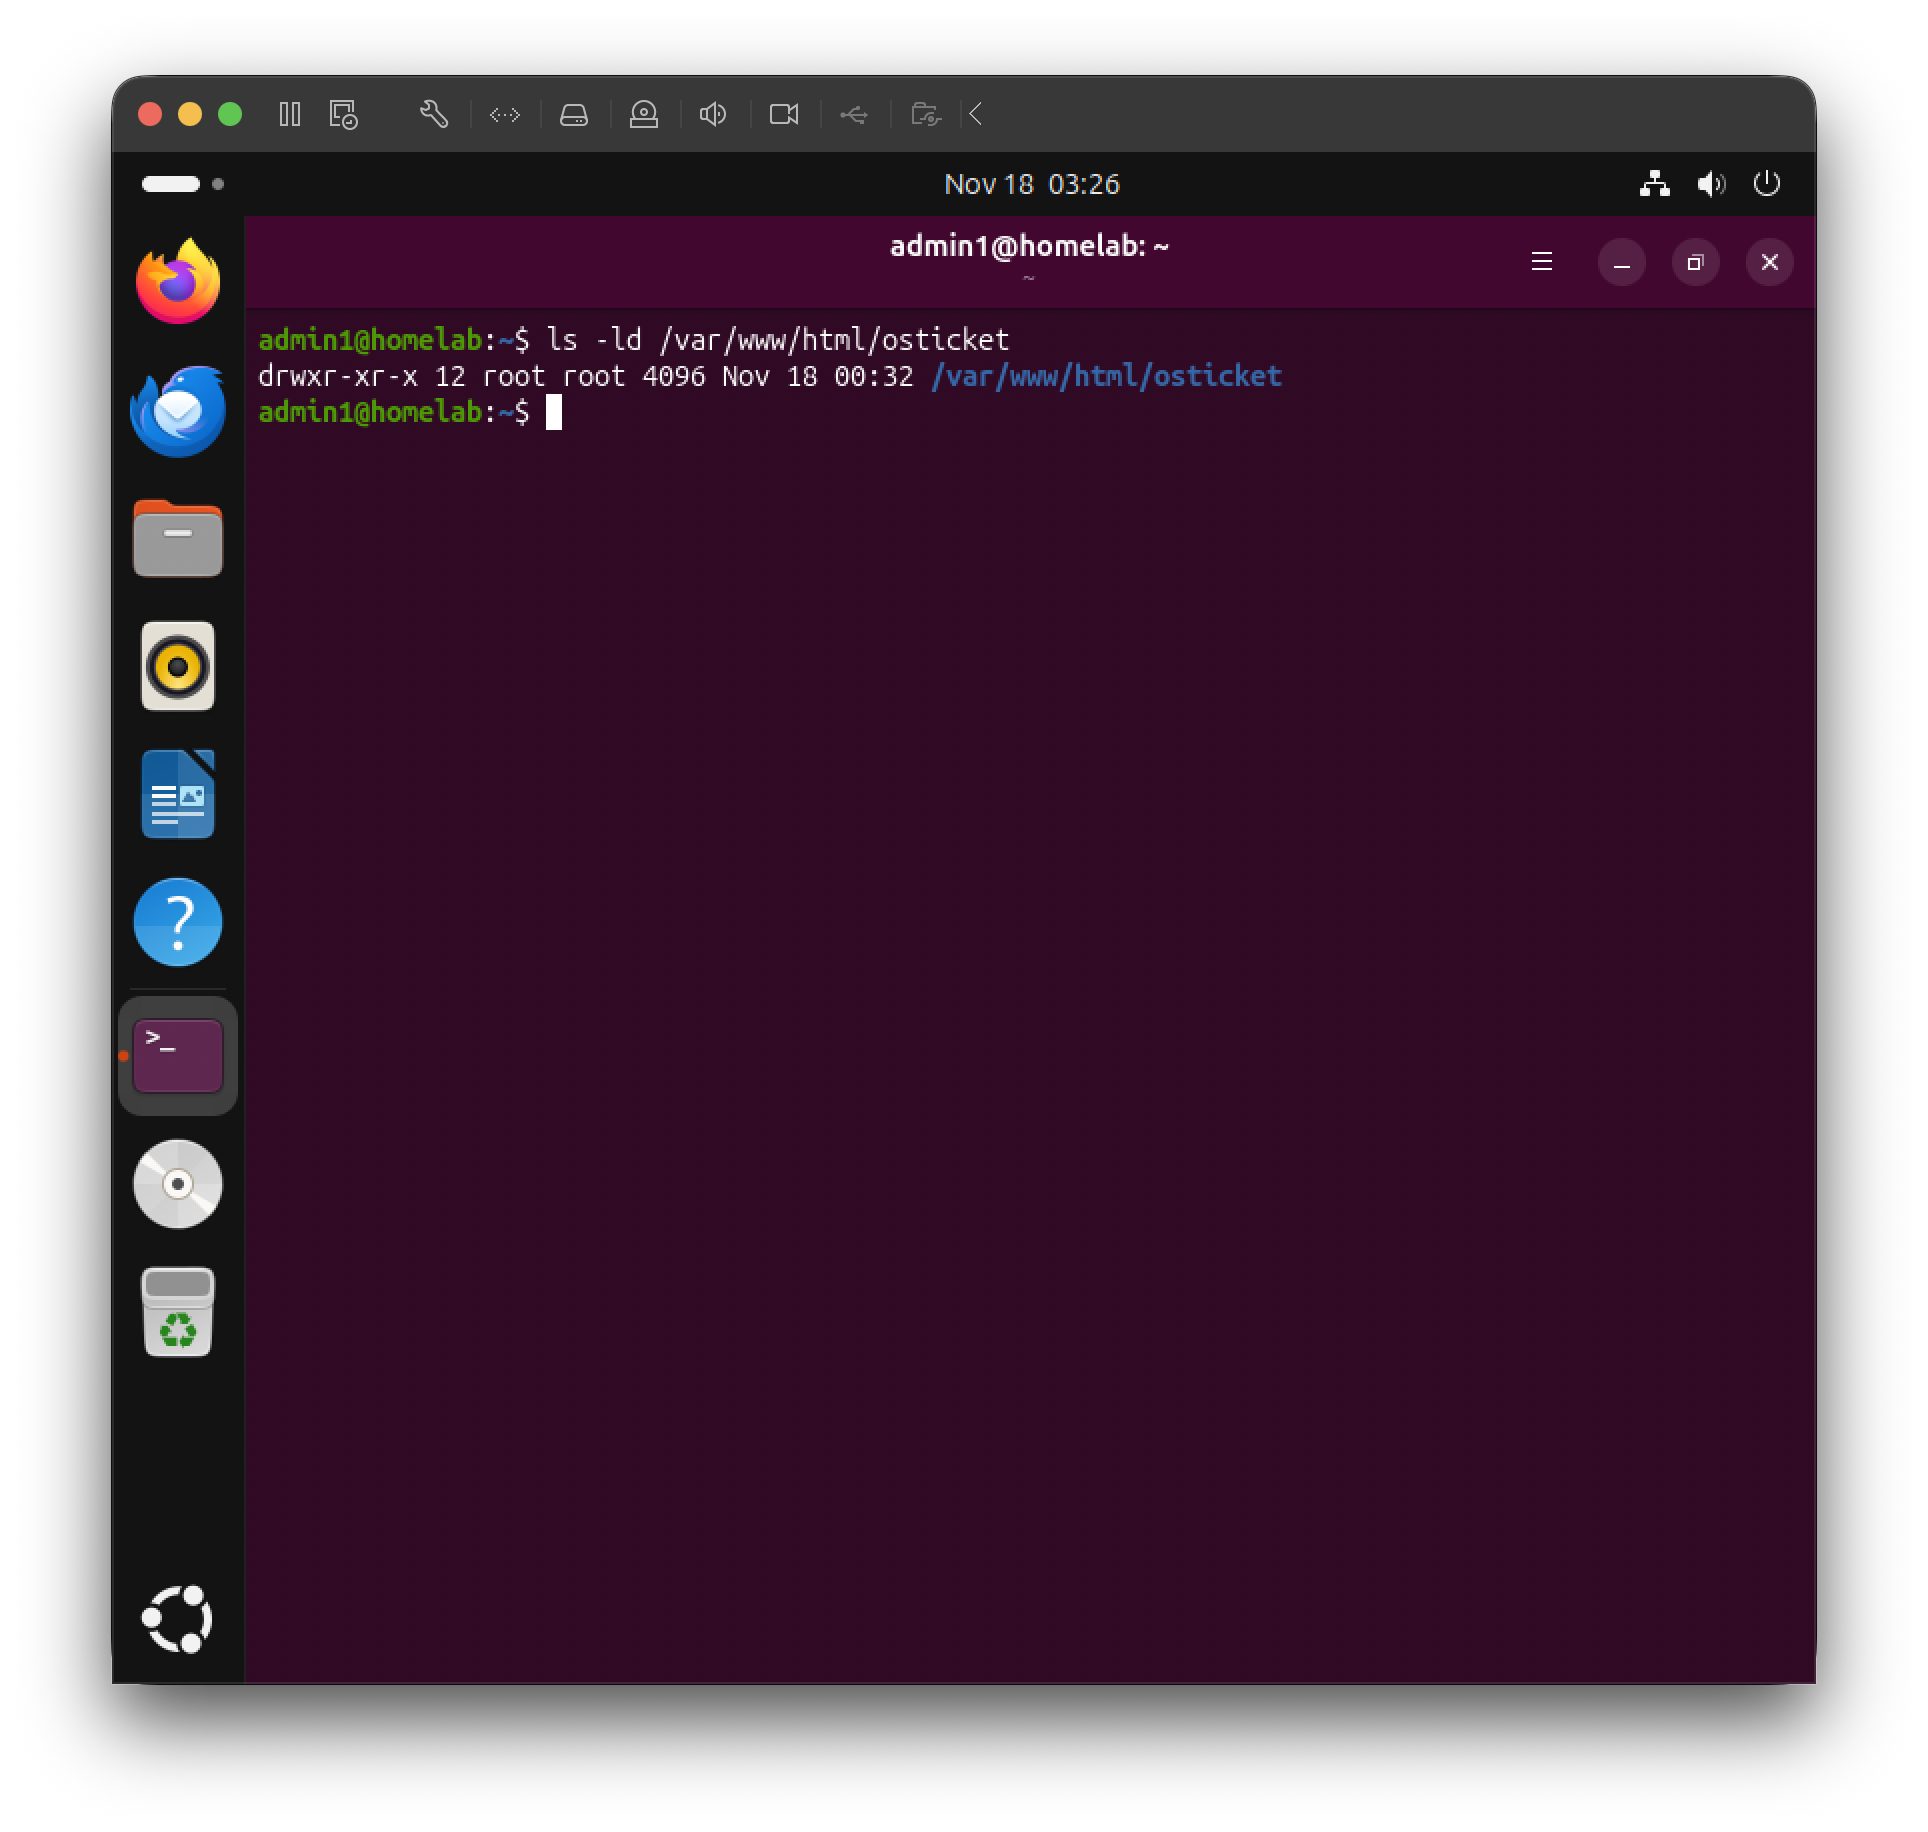 Nov 18 03:26
admin1@homelab: ~
~
admin1@homelab:~$ ls -ld /var/www/html/osticket
drwxr-xr-x 12 root root 4096 Nov 18 00:32 /var/www/html/osticket
admin1@homelab:~$
?
>_